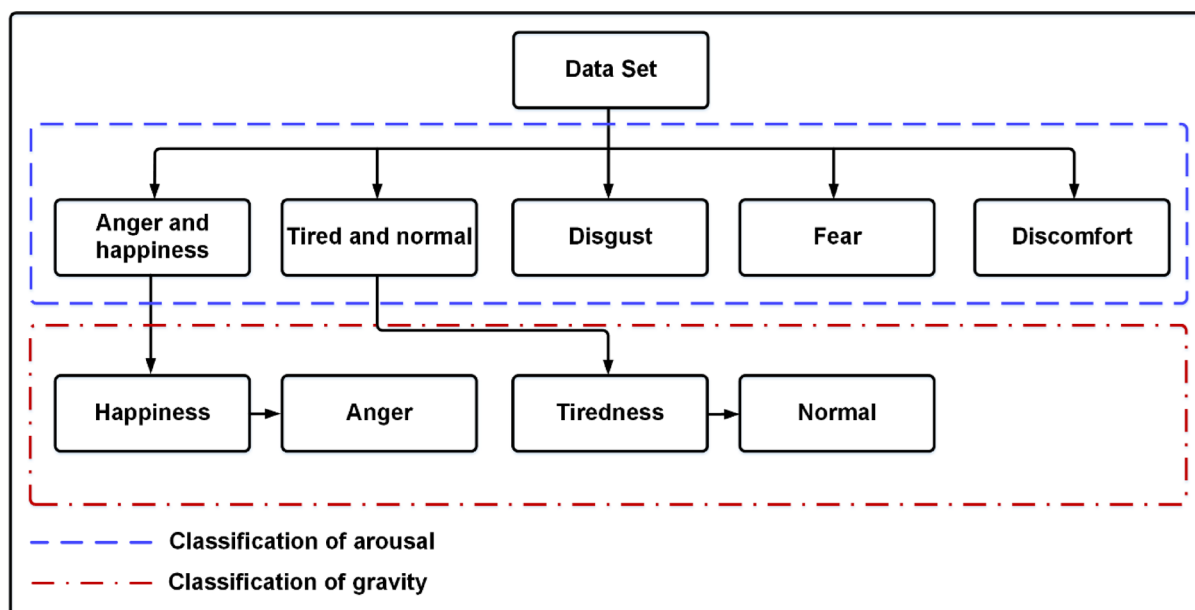 Data Set
Anger and
happiness
Tired and normal
Disgust
Fear
Discomfort
Happiness
Anger
Tiredness
Normal
Classification of arousal
Classification of gravity